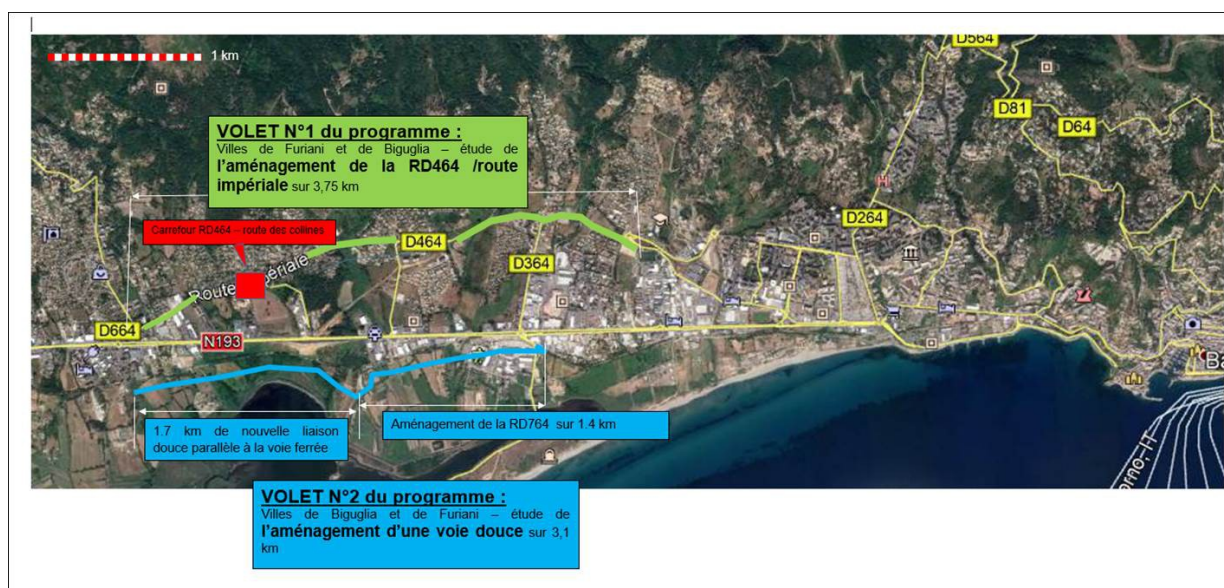 1 km
D564
D81
D64
VOLET N°1 du programme :
Villes de Furiani et de Biguglia – étude de
l'aménagement de la RD464 /route
impériale sur 3,75 km
Carrefour RD464 – route des collines
D464
D264
D364
Route
ériale
D664
N193
1.7 km de nouvelle liaison
douce parallèle à la voie ferrée
Aménagement de la RD764 sur 1.4 km
Ba
VOLET N°2 du programme :
Villes de Biguglia et de Furiani – étude de
l'aménagement d'une voie douce sur 3,1
km